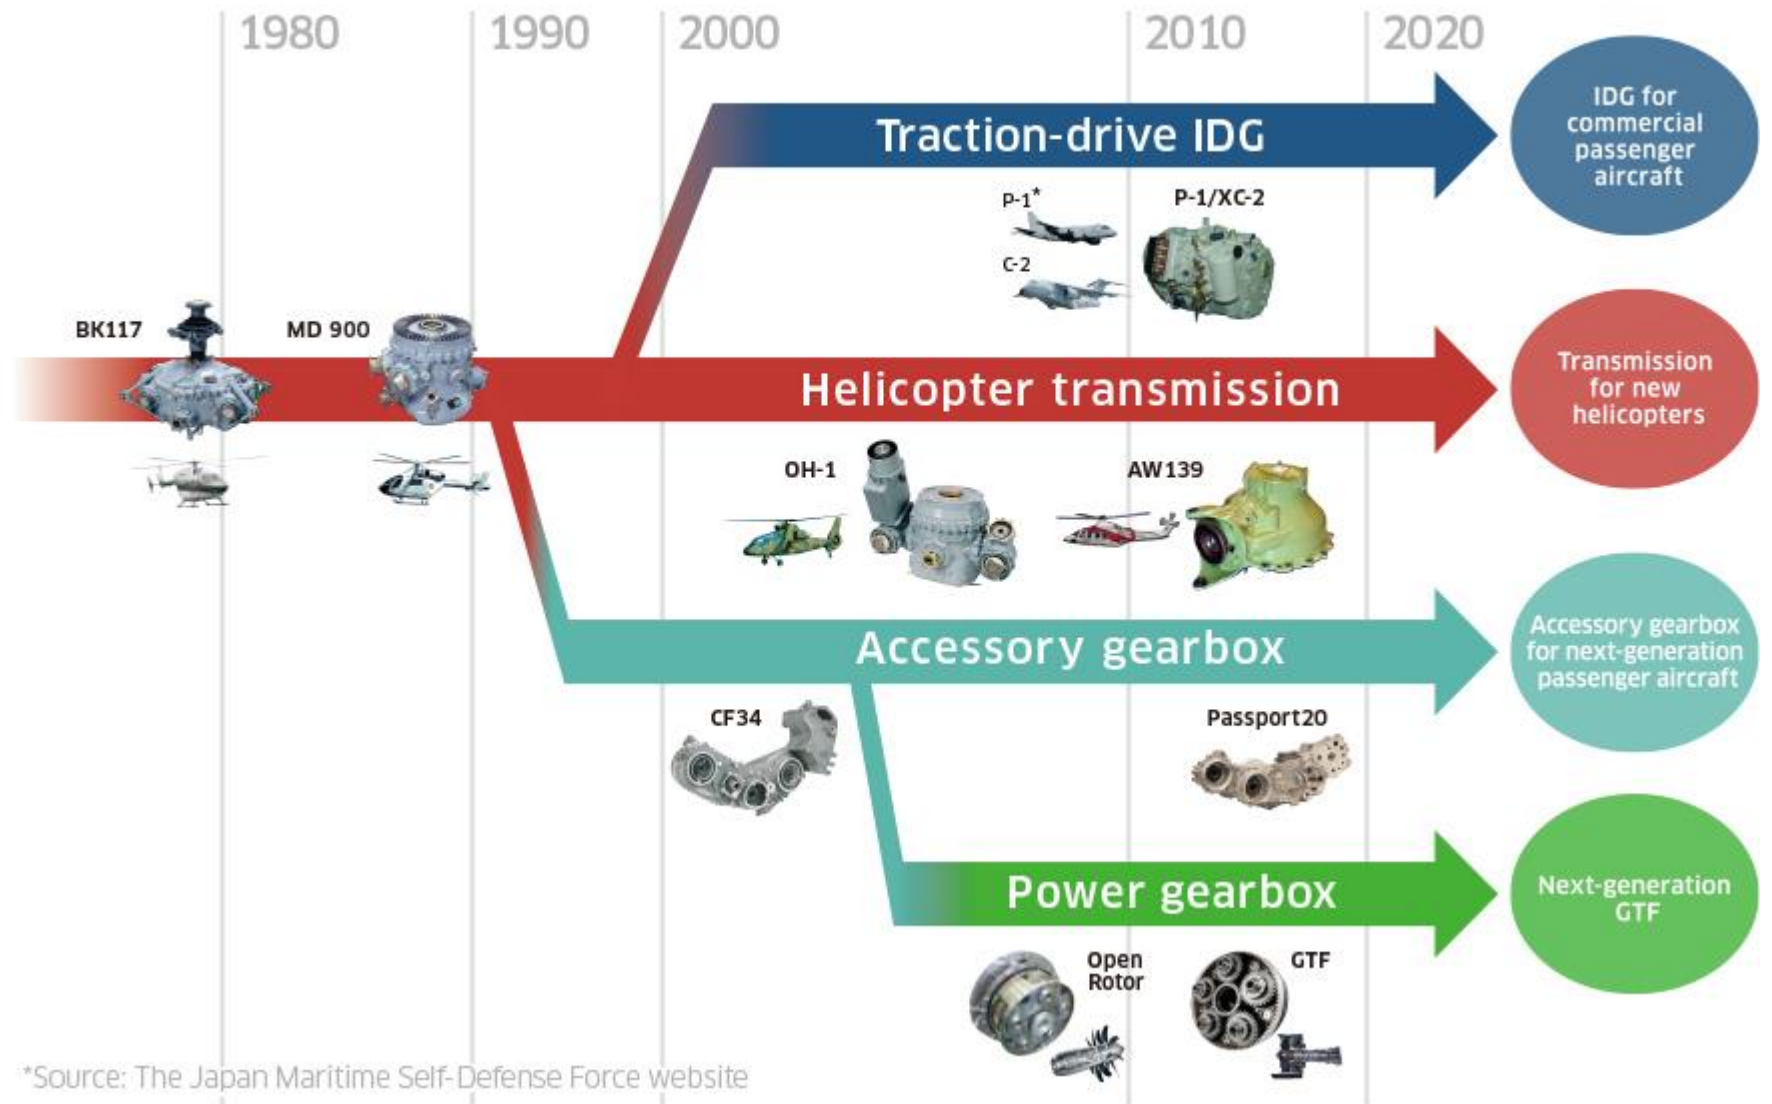 1980
1990
2000
2010
2020
Traction-drive IDG
IDG for
commercial
passenger
aircraft
P-1*
P-1/XC-2
C-2
BK117
MD 900
Helicopter transmission
Transmission
for new
helicopters
OH-1
AW139
Accessory gearbox
Accessory gearbox
for next-generation
passenger aircraft
CF34
Passport20
Power gearbox
Next-generation
GTF
Open
Rotor
GTF
*Source: The Japan Maritime Self-Defense Force website